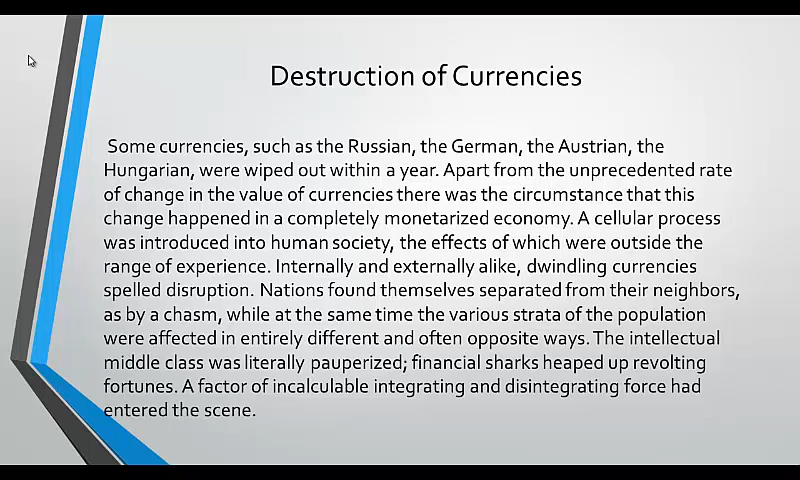 Destruction of Currencies
Some currencies, such as the Russian, the German, the Austrian, the
Hungarian, were wiped out within a year. Apart from the unprecedented rate
of change in the value of currencies there was the circumstance that this
change happened in a completely monetarized economy. A cellular process
was introduced into human society, the effects of which were outside the
range of experience. Internally and externally alike, dwindling currencies
spelled disruption. Nations found themselves separated from their neighbors,
as by a chasm, while at the same time the various strata of the population
were affected in entirely different and often opposite ways. The intellectual
middle class was literally pauperized; financial sharks heaped up revolting
fortunes. A factor of incalculable integrating and disintegrating force had
entered the scene.